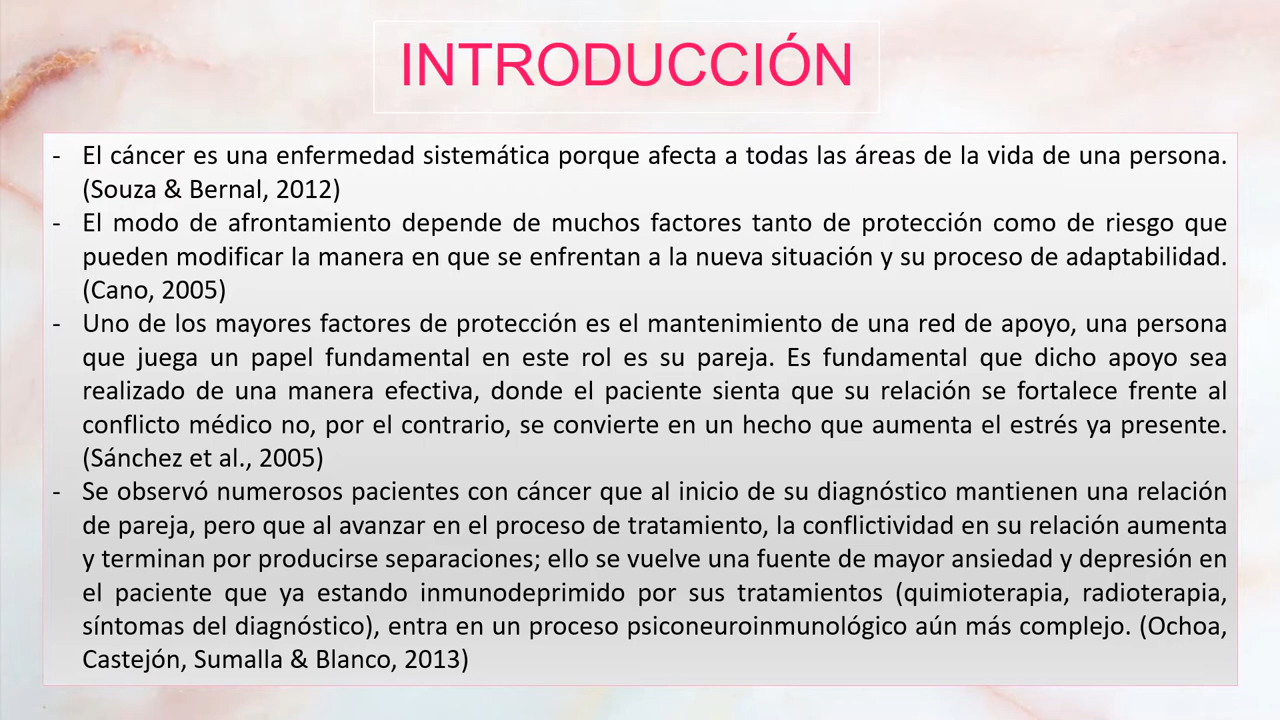 INTRODUCCIÓN
- El cáncer es una enfermedad sistemática porque afecta a todas las áreas de la vida de una persona.
(Souza & Bernal, 2012)
- El modo de afrontamiento depende de muchos factores tanto de protección como de riesgo que
pueden modificar la manera en que se enfrentan a la nueva situación y su proceso de adaptabilidad.
(Cano, 2005)
- Uno de los mayores factores de protección es el mantenimiento de una red de apoyo, una persona
que juega un papel fundamental en este rol es su pareja. Es fundamental que dicho apoyo sea
realizado de una manera efectiva, donde el paciente sienta que su relación se fortalece frente al
conflicto médico no, por el contrario, se convierte en un hecho que aumenta el estrés ya presente.
(Sánchez et al., 2005)
- Se observó numerosos pacientes con cáncer que al inicio de su diagnóstico mantienen una relación
de pareja, pero que al avanzar en el proceso de tratamiento, la conflictividad en su relación aumenta
y terminan por producirse separaciones; ello se vuelve una fuente de mayor ansiedad y depresión en
el paciente que ya estando inmunodeprimido por sus tratamientos (quimioterapia, radioterapia,
síntomas del diagnóstico), entra en un proceso psiconeuroinmunológico aún más complejo. (Ochoa,
Castejón, Sumalla & Blanco, 2013)